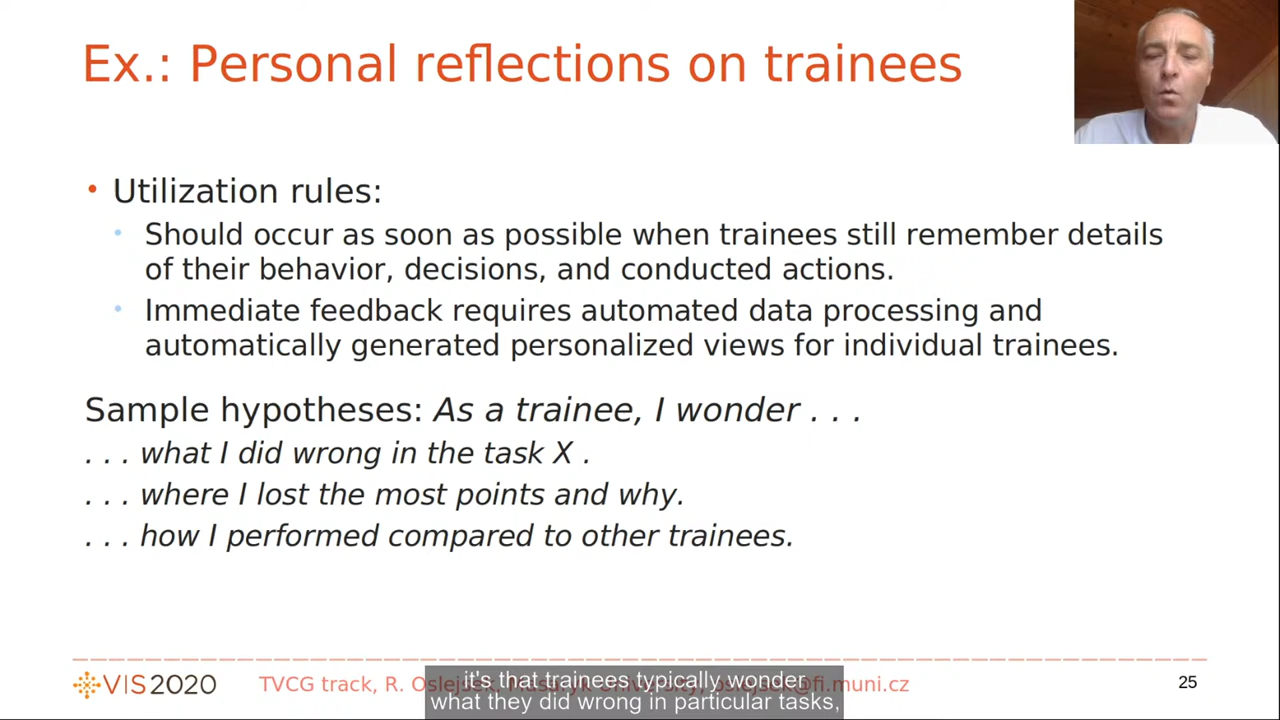 Ex.: Personal reflections on trainees
• Utilization rules:
• Should occur as soon as possible when trainees still remember details
of their behavior, decisions, and conducted actions.
• Immediate feedback requires automated data processing and
automatically generated personalized views for individual trainees.
Sample hypotheses: As a trainee, I wonder . . .
. . . what I did wrong in the task X .
. . . where I lost the most points and why.
. . . how I performed compared to other trainees.
VIS2020
TVCG track, R. Oslejsek, Masaryk University, oslejsek@fi.muni.cz
25
it's that trainees typically wonder
what they did wrong in particular tasks,